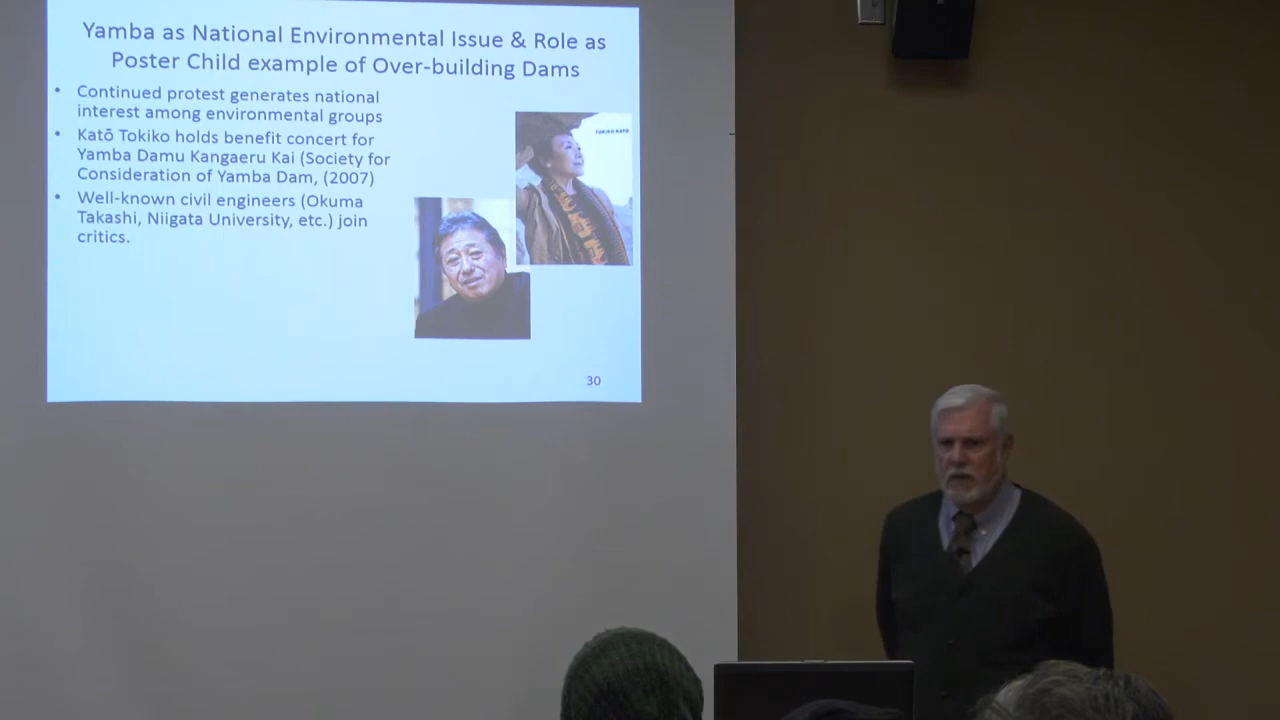 Yamba as National Environmental Issue & Role as
Poster Child example of Over-building Dams
• Continued protest generates national
interest among environmental groups
• Katō Tokiko holds benefit concert for
Yamba Damu Kangaeru Kai (Society for
Consideration of Yamba Dam, (2007)
• Well-known civil engineers (Okuma
Takashi, Niigata University, etc.) join
critics.
TOKIKO KATO
30